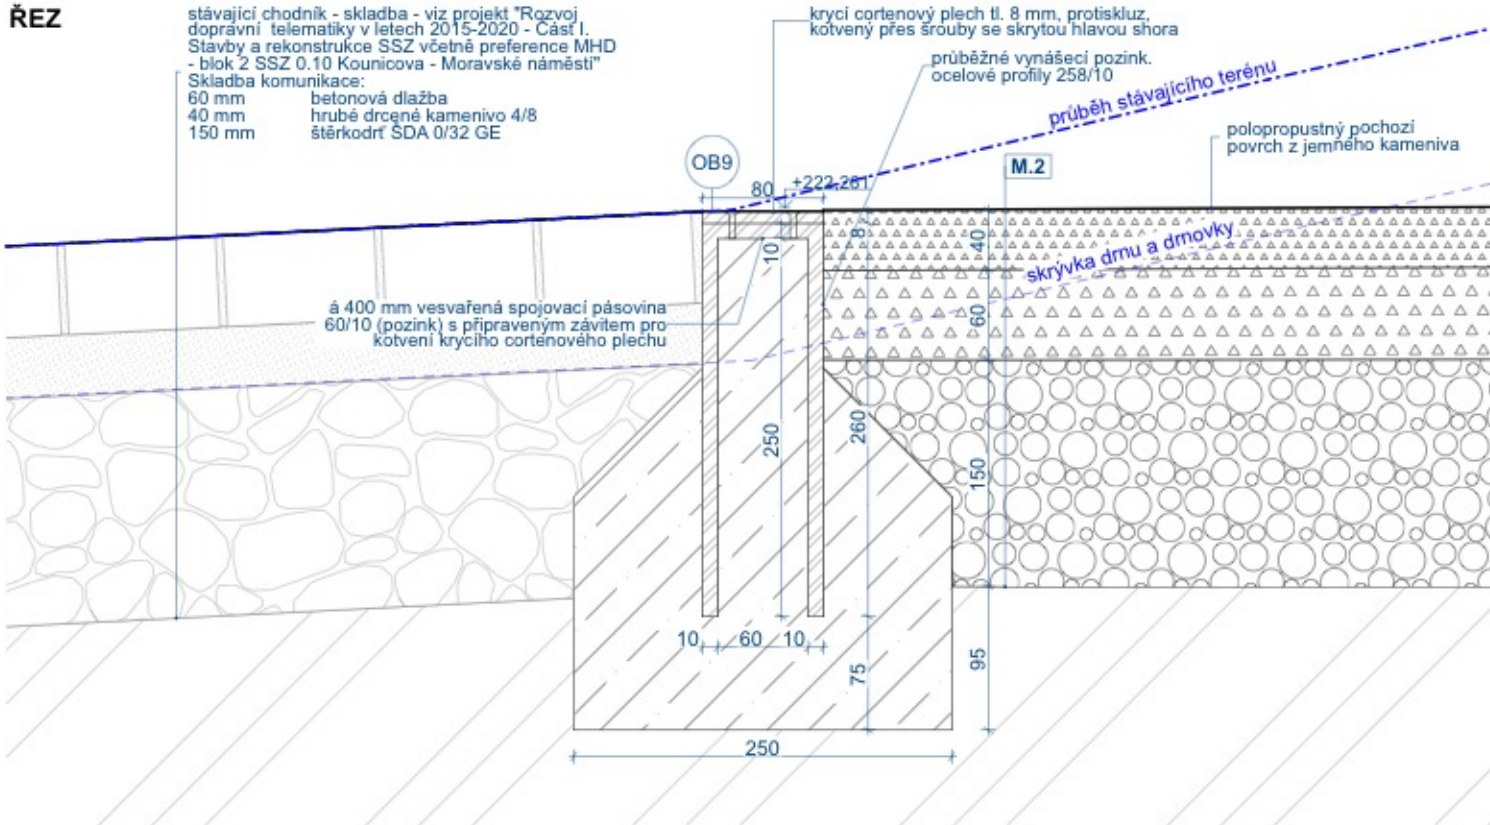 ŘEZ
stávající chodník - skladba - viz projekt "Rozvoj
dopravní telematiky v letech 2015-2020 - Část I.
Stavby a rekonstrukce SSZ včetně preference MHD
- blok 2 SSZ 0.10 Kounicova - Moravské náměstí"
Skladba komunikace:
60 mm betonová dlažba
40 mm hrubé drcené kamenivo 4/8
150 mm štěrkodrť ŠDA 0/32 GE
krycí cortenový plech tl. 8 mm, protiskluz,
kotvený přes šrouby se skrytou hlavou shora
průběžné vynášecí pozink.
ocelové profily 258/10
průběh stávajícího terénu
polopropustný pochozí
povrch z jemného kameniva
OB9
M.2
80
+222,261
8
10
40
skrývka drnu a drnovky
60
á 400 mm vesvařená spojovací pásovina
60/10 (pozink) s připraveným závitem pro
kotvení krycího cortenového plechu
250
260
150
10 60 10
75
95
250